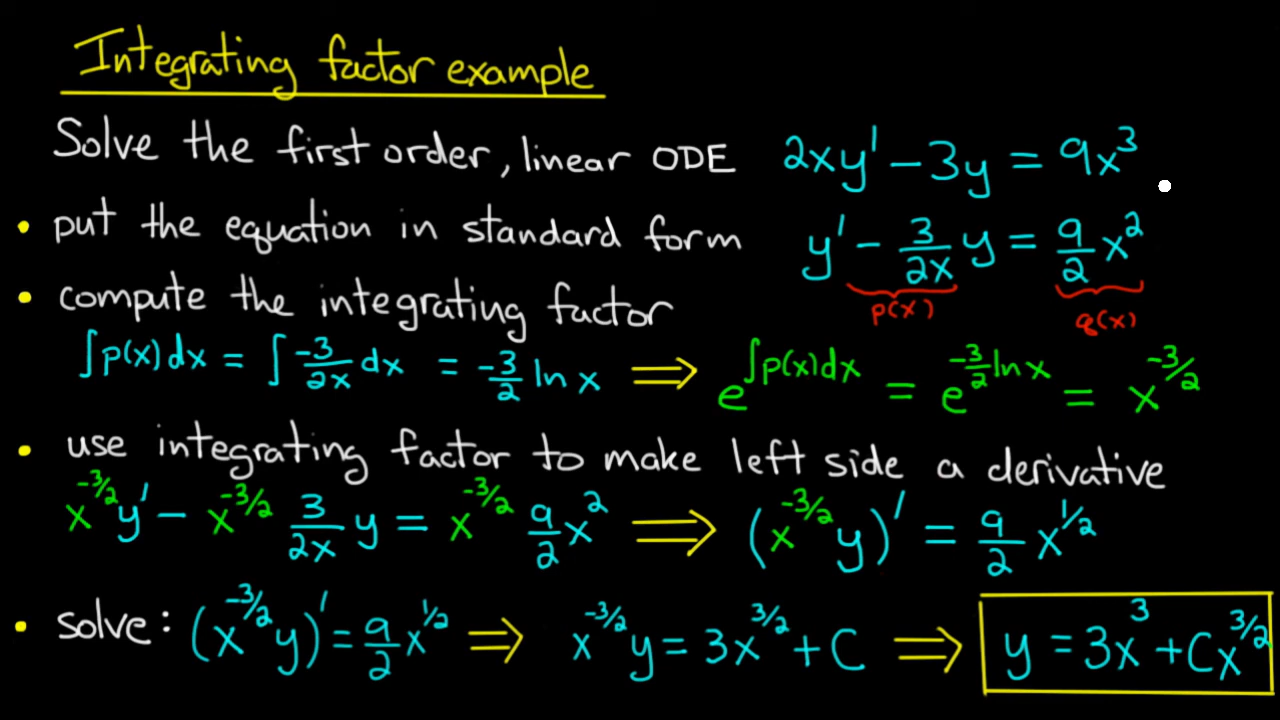 Integrating factor example
Solve the first order, linear ODE 2xy' − 3y = 9x³
• put the equation in standard form y' − 3/2x y = 9/2 x²
p(x) q(x)
• compute the integrating factor
∫p(x)dx = ∫ −3/2x dx = −3/2 ln x ⟹ e^∫p(x)dx = e^(−3/2 ln x) = x^(−3/2)
• use integrating factor to make left side a derivative
x^(−3/2) y' − x^(−3/2) 3/2x y = x^(−3/2) 9/2 x² ⟹ (x^(−3/2) y)' = 9/2 x^(1/2)
• solve: (x^(−3/2) y)' = 9/2 x^(1/2) ⟹ x^(−3/2) y = 3x^(3/2) + C ⟹ y = 3x³ + Cx^(3/2)